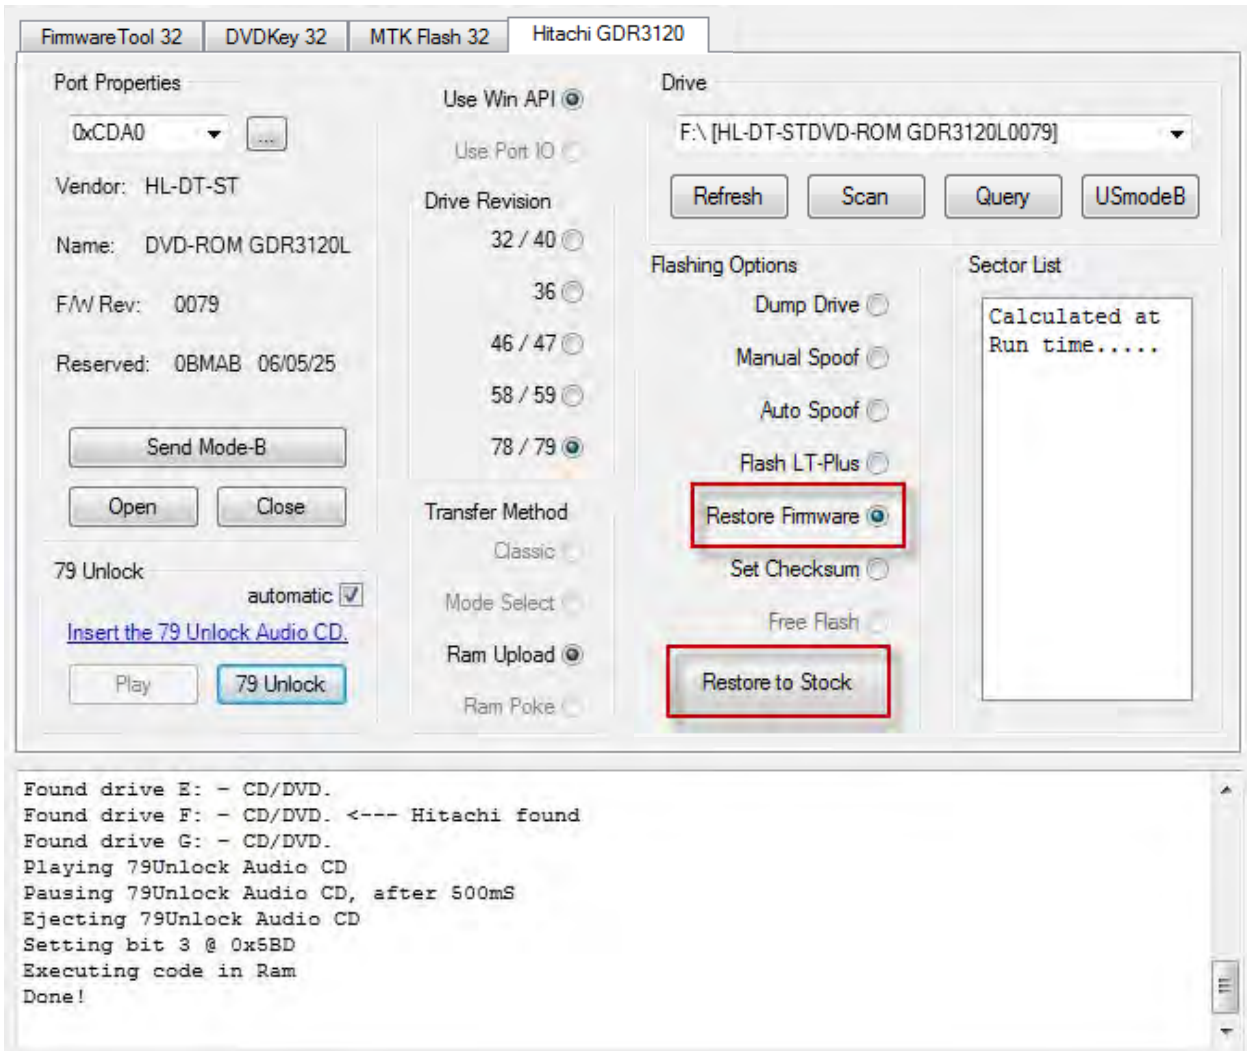 FirmwareTool 32
DVDKey 32
MTK Flash 32
Hitachi GDR3120
Port Properties
0xCDA0
...
Vendor: HL-DT-ST
Name: DVD-ROM GDR3120L
F/W Rev: 0079
Reserved: 0BMAB 06/05/25
Send Mode-B
Open
Close
79 Unlock
automatic
Insert the 79 Unlock Audio CD.
Play
79 Unlock
Use Win API
Use Port IO
Drive Revision
32 / 40
36
46 / 47
58 / 59
78 / 79
Transfer Method
Classic
Mode Select
Ram Upload
Ram Poke
Drive
F:\ [HL-DT-STDVD-ROM GDR3120L0079]
Refresh
Scan
Query
USmodeB
Flashing Options
Dump Drive
Manual Spoof
Auto Spoof
Flash LT-Plus
Restore Firmware
Set Checksum
Free Flash
Restore to Stock
Sector List
Calculated at
Run time.....
Found drive E: - CD/DVD.
Found drive F: - CD/DVD. <--- Hitachi found
Found drive G: - CD/DVD.
Playing 79Unlock Audio CD
Pausing 79Unlock Audio CD, after 500mS
Ejecting 79Unlock Audio CD
Setting bit 3 @ 0x5BD
Executing code in Ram
Done!